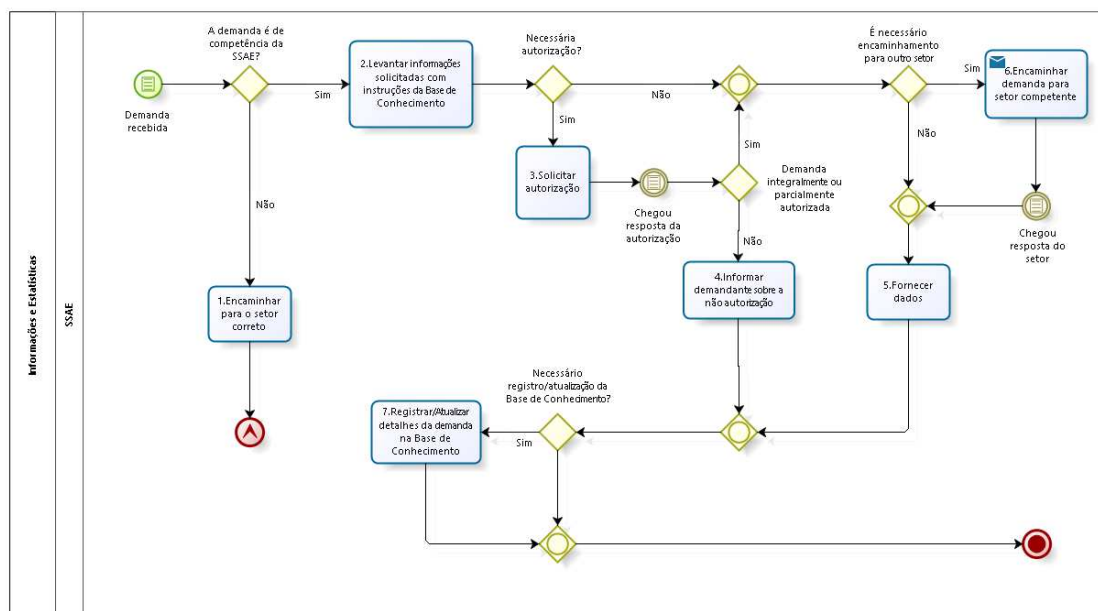 Informações e Estatísticas
SSAE
Demanda
recebida
A demanda é de
competência da
SSAE?
Sim
Não
1.Encaminhar
para o setor
correto
2.Levantar informações
solicitadas com
instruções da Base de
Conhecimento
Necessária
autorização?
Não
Sim
3.Solicitar
autorização
Chegou
resposta da
autorização
Sim
Demanda
integralmente ou
parcialmente
autorizada
Não
4.Informar
demandante sobre a
não autorização
É necessário
encaminhamento
para outro setor
Sim
6.Encaminhar
demanda para
setor competente
Não
Chegou
resposta do
setor
5.Fornecer
dados
Necessário
registro/atualização da
Base de Conhecimento?
Sim
7.Registrar/Atualizar
detalhes da demanda
na Base de
Conhecimento